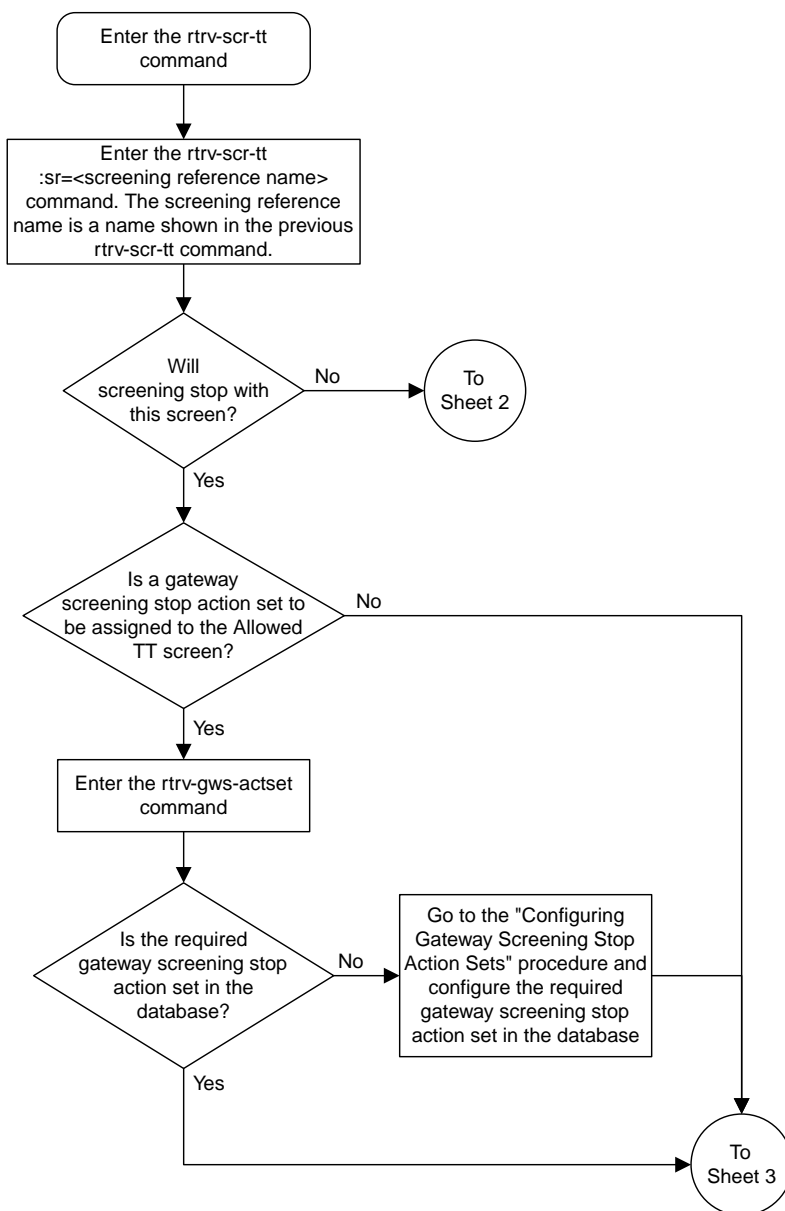 Enter the rtrv-scr-tt
command
Enter the rtrv-scr-tt
:sr=<screening reference name>
command. The screening reference
name is a name shown in the previous
rtrv-scr-tt command.
Will
screening stop with
this screen?
No
To
Sheet 2
Yes
Is a gateway
screening stop action set to
be assigned to the Allowed
TT screen?
No
Yes
Enter the rtrv-gws-actset
command
Is the required
gateway screening stop
action set in the
database?
No
Go to the "Configuring
Gateway Screening Stop
Action Sets" procedure and
configure the required
gateway screening stop
action set in the database
Yes
To
Sheet 3